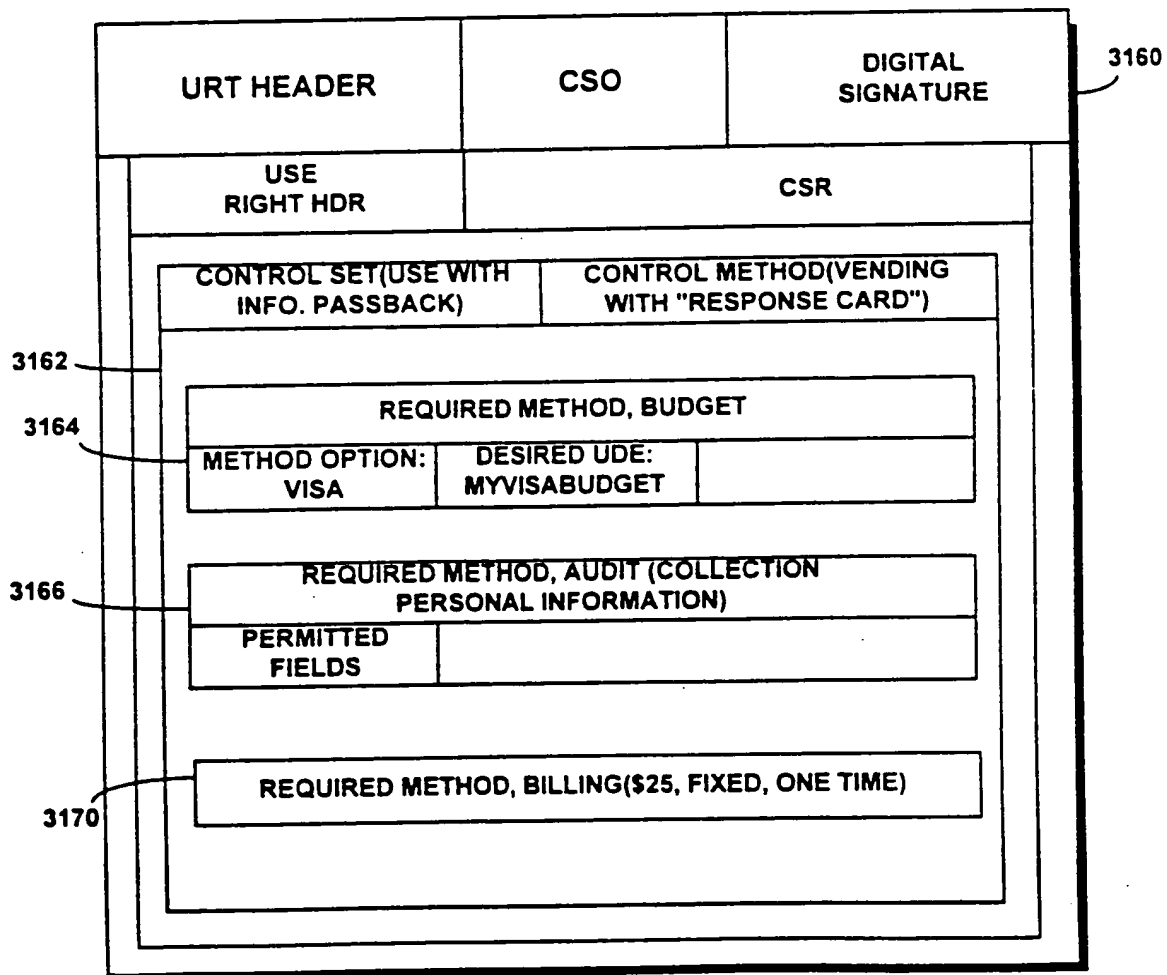 URT HEADER
CSO
DIGITAL
SIGNATURE
3160
USE
RIGHT HDR
CSR
CONTROL SET(USE WITH
INFO. PASSBACK)
CONTROL METHOD(VENDING
WITH "RESPONSE CARD")
3162
REQUIRED METHOD, BUDGET
3164
METHOD OPTION:
VISA
DESIRED UDE:
MYVISABUDGET
REQUIRED METHOD, AUDIT (COLLECTION
PERSONAL INFORMATION)
3166
PERMITTED
FIELDS
REQUIRED METHOD, BILLING($25, FIXED, ONE TIME)
3170